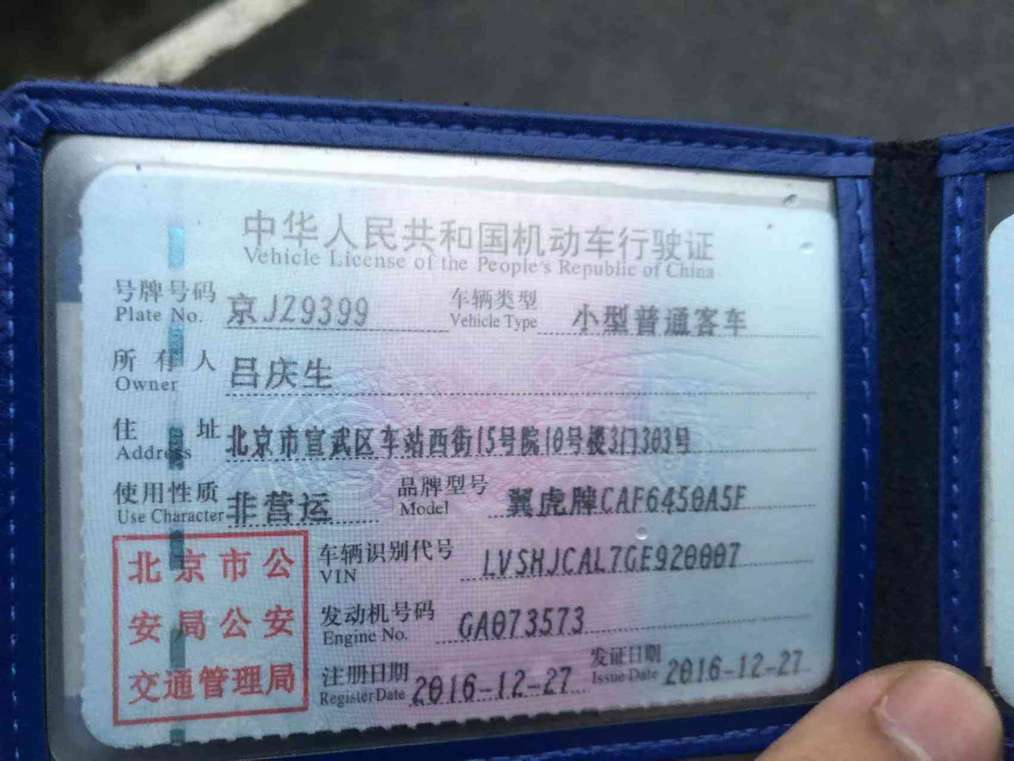 中华人民共和国机动车行驶证
Vehicle License of the People's Republic of China
号牌号码 京JZ9399 车辆类型 小型普通客车
Plate No. Vehicle Type
所有人 吕庆生
Owner
住址 北京市宣武区车站西街15号院10号楼3门303号
Address
使用性质 非营运 品牌型号 翼虎牌CAF6450A5F
Use Character Model
北京市公
安局公安
交通管理局
车辆识别代号 LVSHJCAL7GE920007
VIN
发动机号码 GA073573
Engine No.
注册日期 2016-12-27 发证日期 2016-12-27
Register Date Issue Date